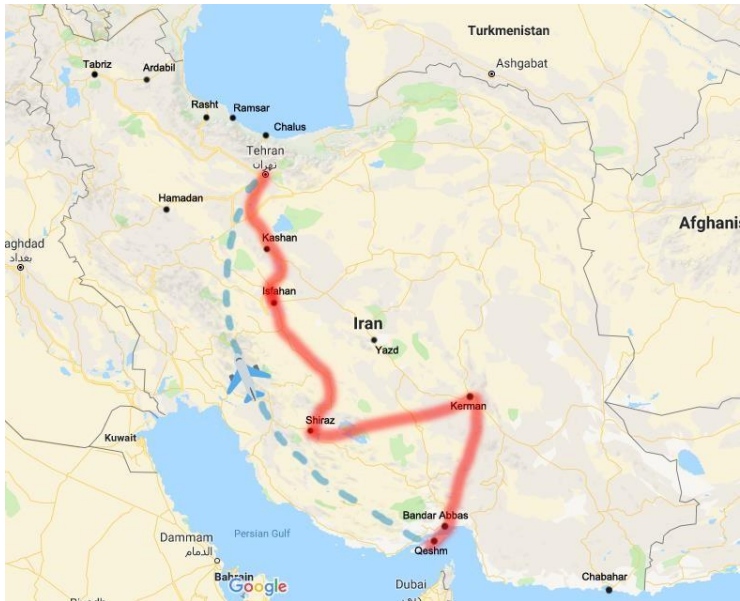 Turkmenistan
Ashgabat
Tabriz
Ardabil
Rasht
Ramsar
Chalus
Tehran
تهران
Hamadan
Afghanis
aghdad
بغداد
Kashan
Isfahan
Iran
Yazd
Kerman
Shiraz
Kuwait
Bandar Abbas
Qeshm
Persian Gulf
Dammam
الدمام
Bahrain
Google
Dubai
Chabahar